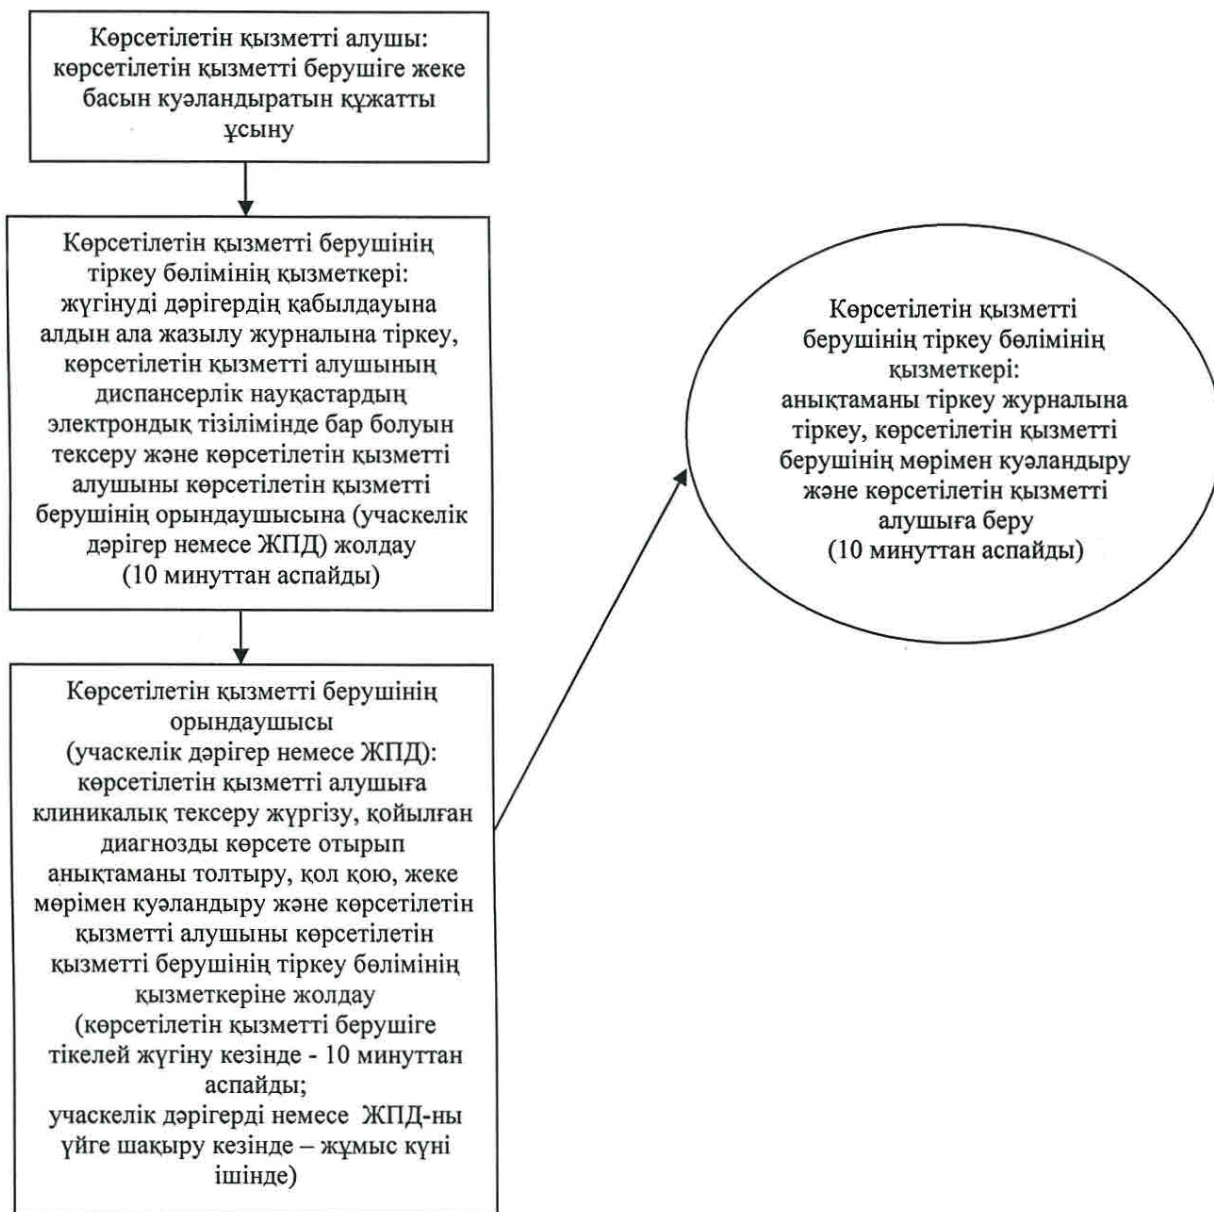 Көрсетілетін қызметті алушы:
көрсетілетін қызметті берушіге жеке
басын куәландыратын құжатты
ұсыну
Көрсетілетін қызметті берушінің
тіркеу бөлімінің қызметкері:
жүгінуді дәрігердің қабылдауына
алдын ала жазылу журналына тіркеу,
көрсетілетін қызметті алушының
диспансерлік науқастардың
электрондық тізілімінде бар болуын
тексеру және көрсетілетін қызметті
алушыны көрсетілетін қызметті
берушінің орындаушысына (учаскелік
дәрігер немесе ЖПД) жолдау
(10 минуттан аспайды)
Көрсетілетін қызметті берушінің
орындаушысы
(учаскелік дәрігер немесе ЖПД):
көрсетілетін қызметті алушыға
клиникалық тексеру жүргізу, қойылған
диагнозды көрсете отырып
анықтаманы толтыру, қол қою, жеке
мөрімен куәландыру және көрсетілетін
қызметті алушыны көрсетілетін
қызметті берушінің тіркеу бөлімінің
қызметкеріне жолдау
(көрсетілетін қызметті берушіге
тікелей жүгіну кезінде - 10 минуттан
аспайды;
учаскелік дәрігерді немесе ЖПД-ны
үйге шақыру кезінде – жұмыс күні
ішінде)
Көрсетілетін қызметті
берушінің тіркеу бөлімінің
қызметкері:
анықтаманы тіркеу журналына
тіркеу, көрсетілетін қызметті
берушінің мөрімен куәландыру
және көрсетілетін қызметті
алушыға беру
(10 минуттан аспайды)